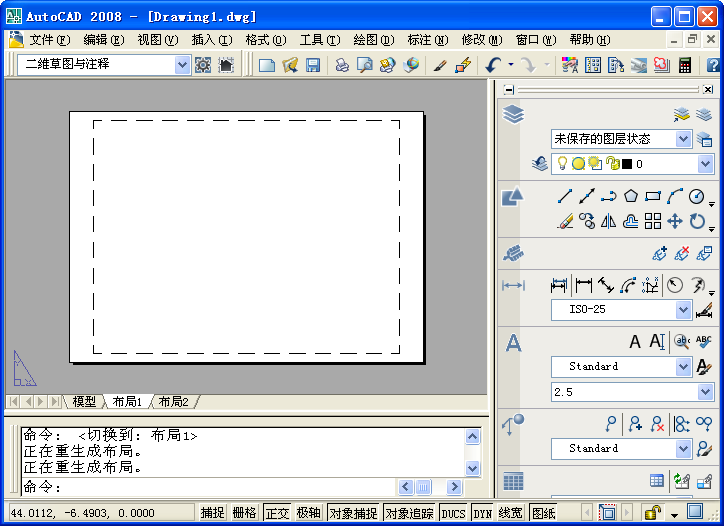 AutoCAD 2008 - [Drawing1.dwg]
文件(F) 编辑(E) 视图(V) 插入(I) 格式(O) 工具(T) 绘图(D) 标注(N) 修改(M) 窗口(W) 帮助(H)
二维草图与注释
未保存的图层状态
0
ISO-25
A A
abc ABC
Standard
2.5
Standard
模型 布局1 布局2
命令: <切换到: 布局1>
正在重生成布局。
正在重生成布局。
命令:
44.0112, -6.4903, 0.0000 捕捉 栅格 正交 极轴 对象捕捉 对象追踪 DUCS DYN 线宽 图纸